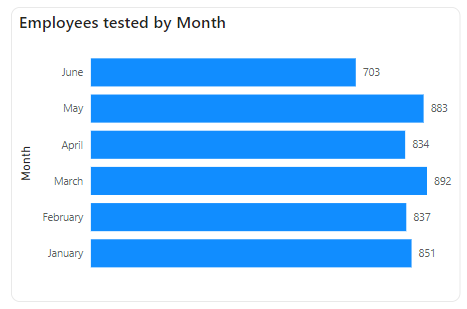 Employees tested by Month
June 703
May 883
April 834
Month
March 892
February 837
January 851